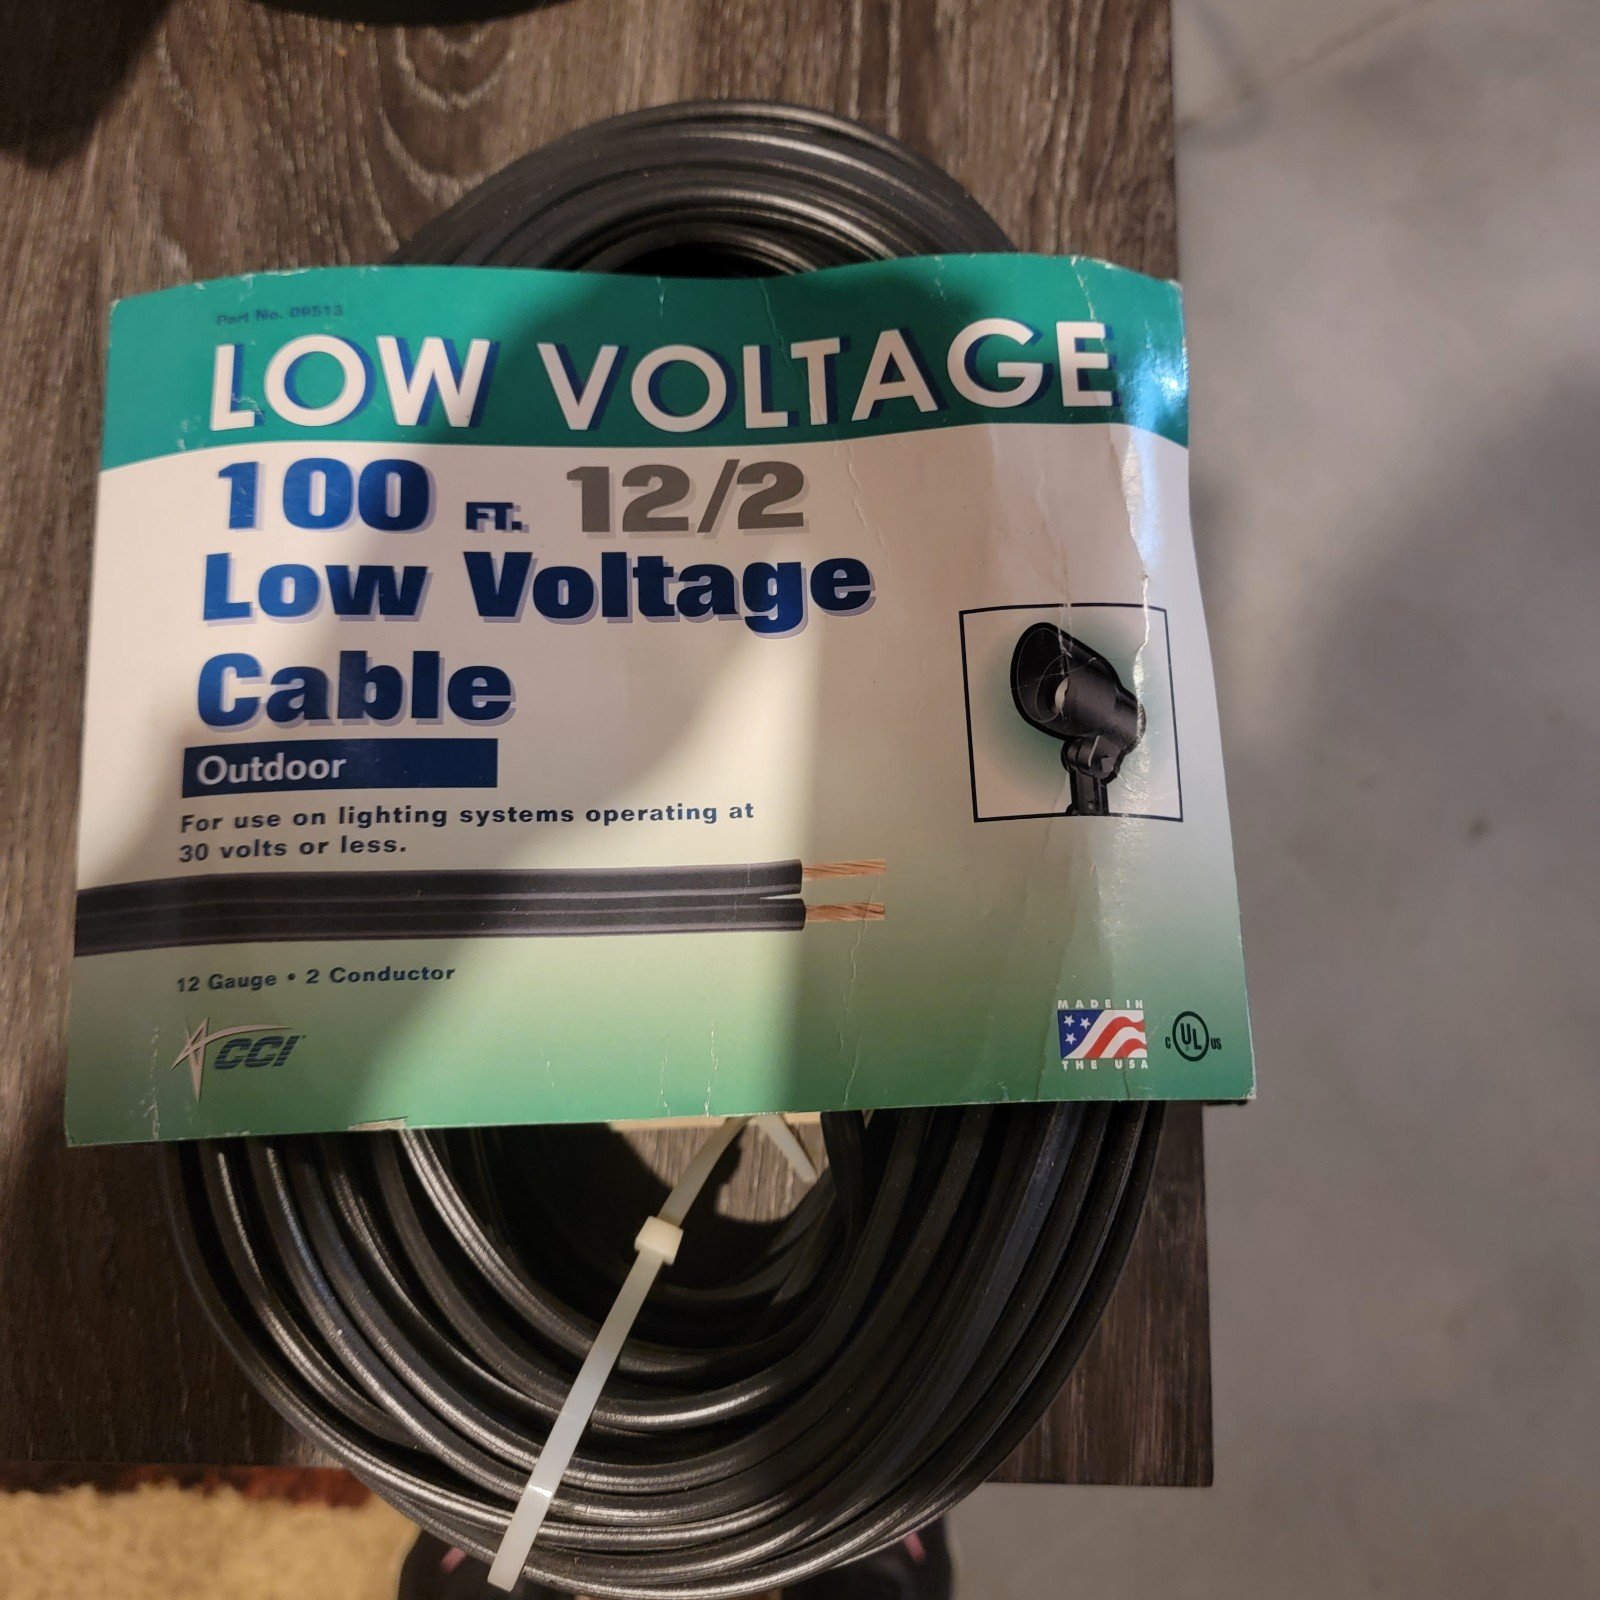 Part No. 09513
LOW VOLTAGE
100 FT. 12/2
Low Voltage
Cable
Outdoor
For use on lighting systems operating at
30 volts or less.
12 Gauge • 2 Conductor
CCI
MADE IN
THE USA
C UL US